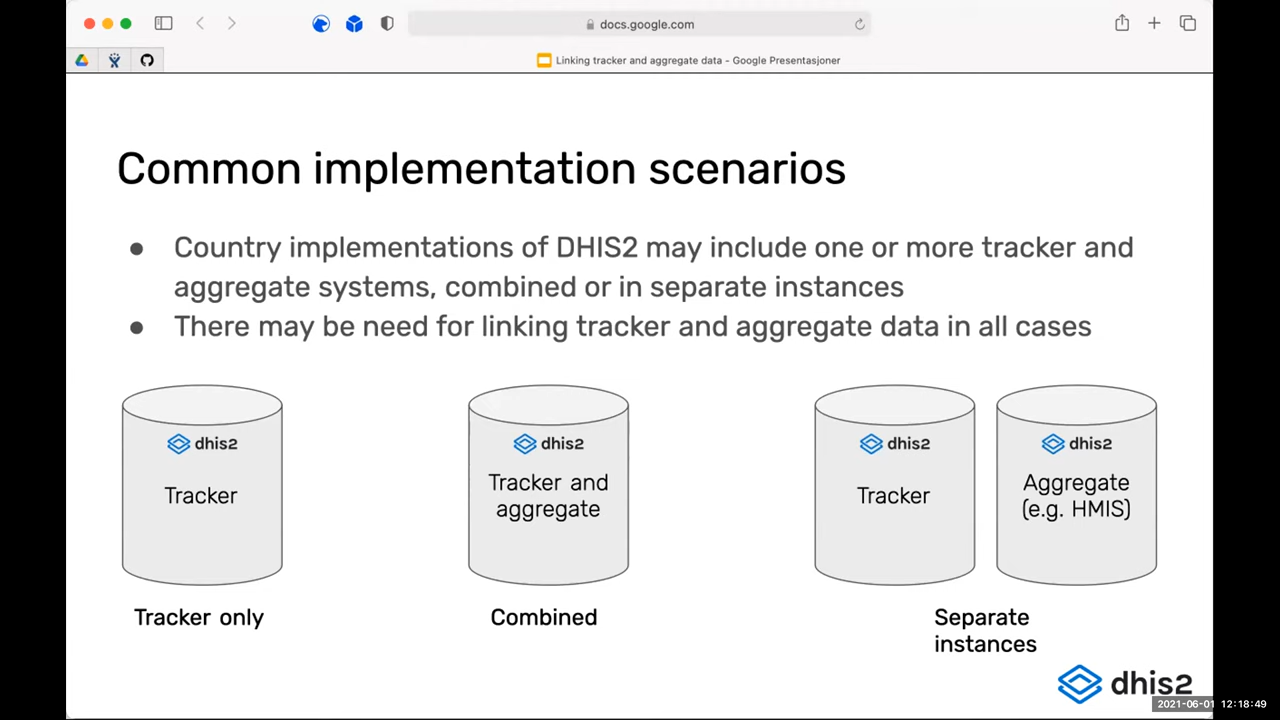 docs.google.com
Linking tracker and aggregate data - Google Presentasjoner
Common implementation scenarios
● Country implementations of DHIS2 may include one or more tracker and
aggregate systems, combined or in separate instances
● There may be need for linking tracker and aggregate data in all cases
dhis2
Tracker
Tracker only
dhis2
Tracker and
aggregate
Combined
dhis2
Tracker
dhis2
Aggregate
(e.g. HMIS)
Separate
instances
dhis2
2021-06-01 12:18:49